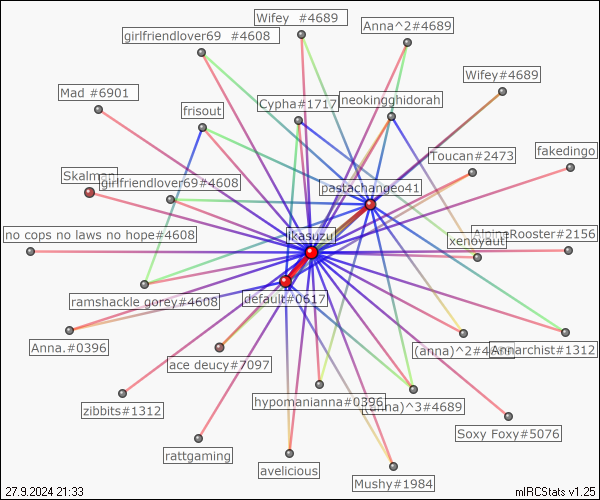 Wifey #4689
girlfriendlover69 #4608
Anna^2#4689
Wifey#4689
Mad #6901
frisout
Cypha#1717
neokingghidorah
Toucan#2473
fakedingo
Skalman
girlfriendlover69#4608
pastachangeo41
no cops no laws no hope#4608
ikasuzu
xenoyaut
AlpineRooster#2156
ramshackle gorey#4608
default#0617
Anna.#0396
ace deucy#7097
(anna)^2#4689
Annarchist#1312
zibbits#1312
hypomanianna#0396
(anna)^3#4689
rattgaming
Soxy Foxy#5076
avelicious
Mushy#1984
27.9.2024 21:33
mIRCStats v1.25